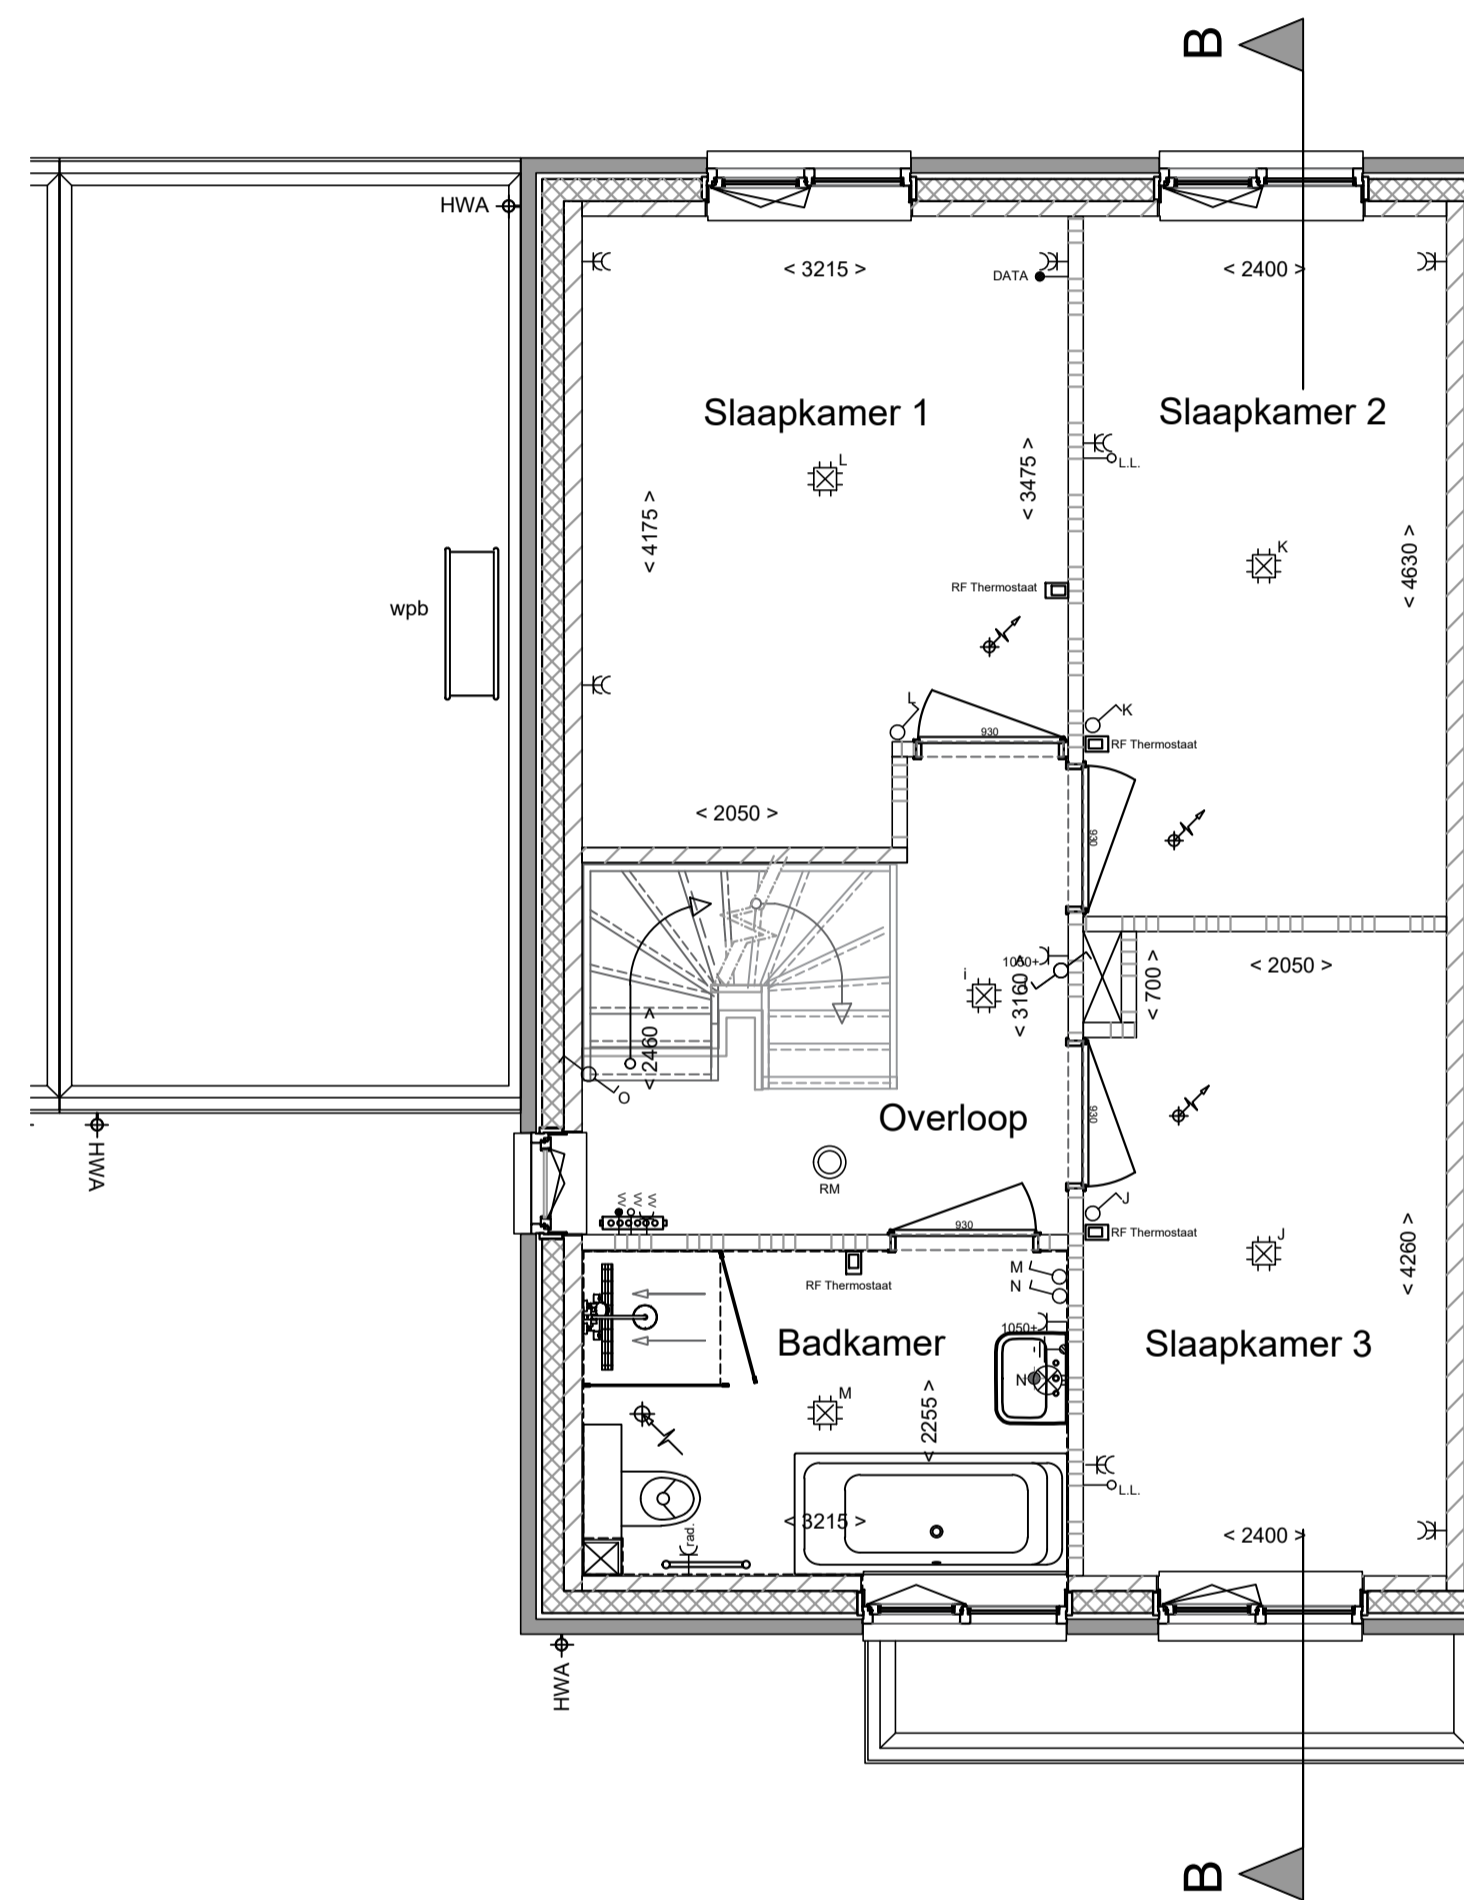 B
HWA
< 3215 >
< 2400 >
DATA
Slaapkamer 1
Slaapkamer 2
L
L.L.
< 3475 >
< 4175 >
K
< 4630 >
RF Thermostaat
wpb
L
K
930
RF Thermostaat
< 2050 >
930
1050+
< 2050 >
i
< 3160 >
< 700 >
< 2460 >
O
Overloop
930
HWA
RM
J
930
RF Thermostaat
J
M
RF Thermostaat
N
< 4260 >
1050+
Badkamer
Slaapkamer 3
N
M
< 2255 >
L.L.
< 3215 >
rad.
< 2400 >
HWA
B